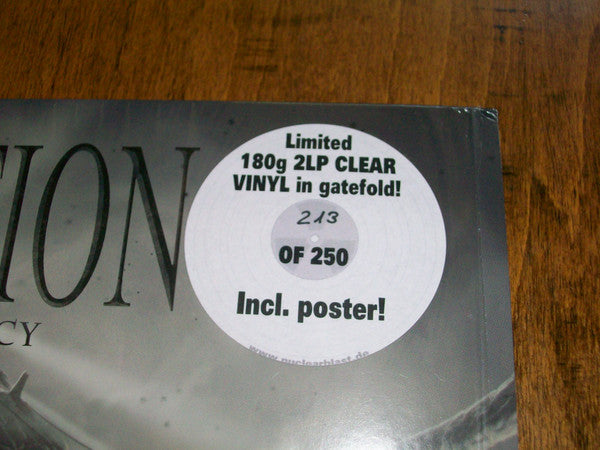 TION
CY
Limited
180g 2LP CLEAR
VINYL in gatefold!
213
OF 250
Incl. poster!
www.nuclearblast.de